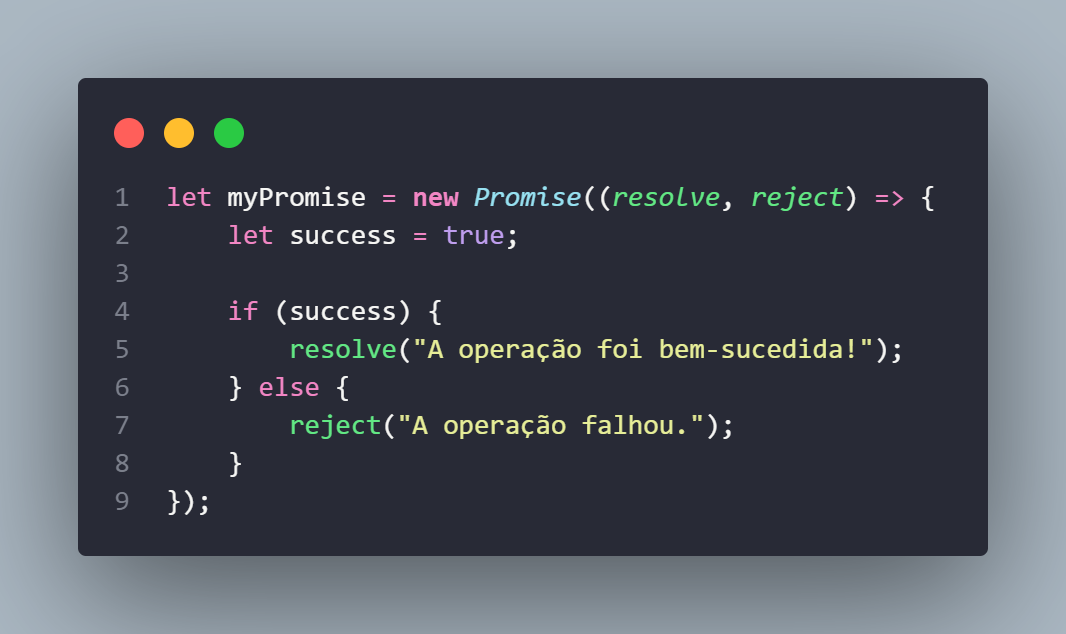 1 let myPromise = new Promise((resolve, reject) => {
2     let success = true;
3
4     if (success) {
5         resolve("A operação foi bem-sucedida!");
6     } else {
7         reject("A operação falhou.");
8     }
9 });